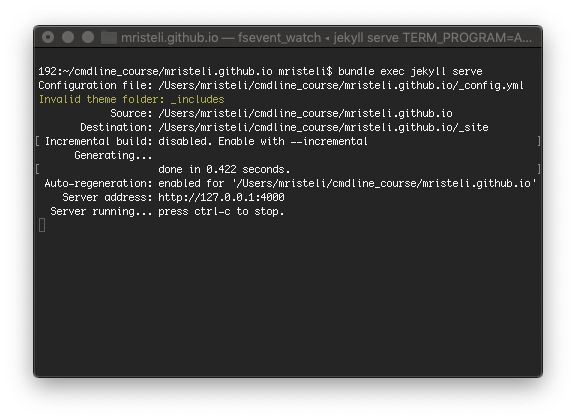 mristeli.github.io — fsevent_watch ‹ jekyll serve TERM_PROGRAM=A...
192:~/cmdline_course/mristeli.github.io mristeli$ bundle exec jekyll serve
Configuration file: /Users/mristeli/cmdline_course/mristeli.github.io/_config.yml
Invalid theme folder: _includes
Source: /Users/mristeli/cmdline_course/mristeli.github.io
Destination: /Users/mristeli/cmdline_course/mristeli.github.io/_site
[ Incremental build: disabled. Enable with --incremental ]
Generating...
[ done in 0.422 seconds. ]
Auto-regeneration: enabled for '/Users/mristeli/cmdline_course/mristeli.github.io'
Server address: http://127.0.0.1:4000
Server running... press ctrl-c to stop.